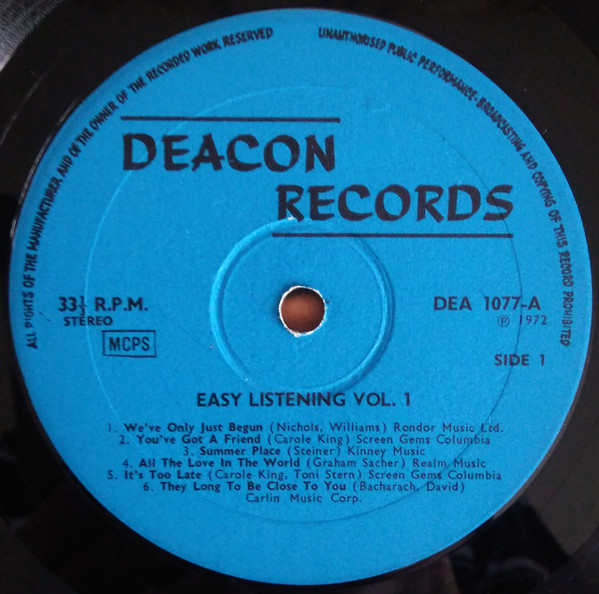 ALL RIGHTS OF THE MANUFACTURER AND OF THE OWNER OF THE RECORDED WORK RESERVED
UNAUTHORISED PUBLIC PERFORMANCE·BROADCASTING AND COPYING OF THIS RECORD PROHIBITED
DEACON
RECORDS
33⅓ R.P.M.
STEREO
MCPS
DEA 1077-A
℗ 1972
SIDE 1
EASY LISTENING VOL. 1
1. We've Only Just Begun (Nichols, Williams) Rondor Music Ltd.
2. You've Got A Friend (Carole King) Screen Gems Columbia
3. Summer Place (Steiner) Kinney Music
4. All The Love In The World (Graham Sacher) Realm Music
5. It's Too Late (Carole King, Toni Stern) Screen Gems Columbia
6. They Long To Be Close To You (Bacharach, David)
Carlin Music Corp.